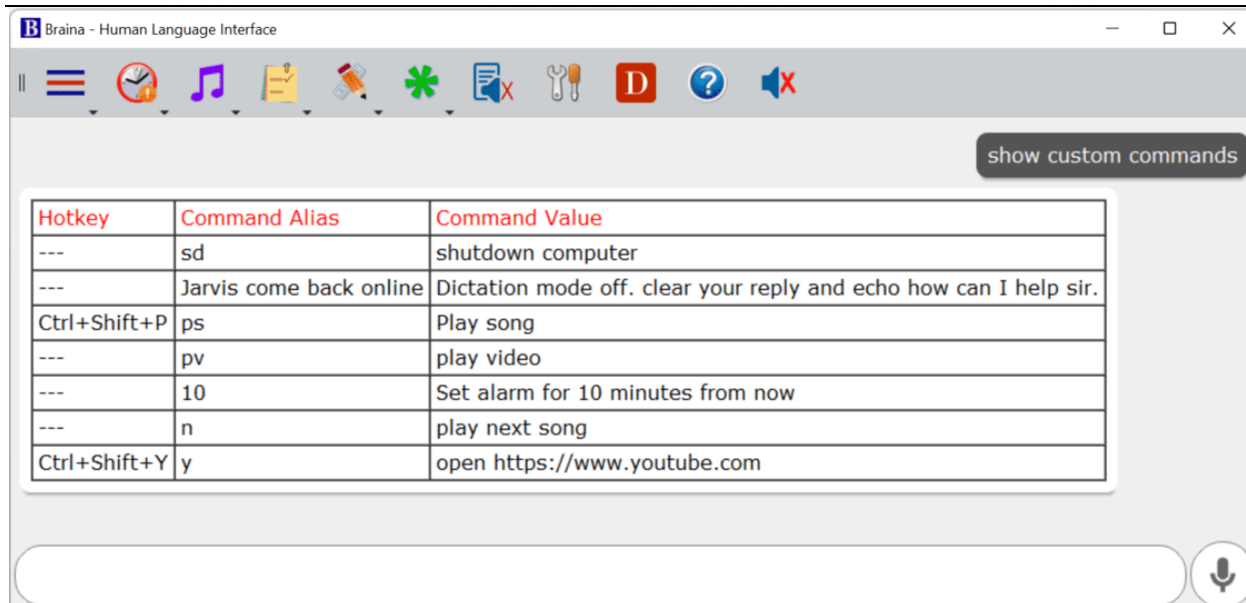 B Braina - Human Language Interface
D ?
show custom commands
Hotkey Command Alias Command Value
--- sd shutdown computer
--- Jarvis come back online Dictation mode off. clear your reply and echo how can I help sir.
Ctrl+Shift+P ps Play song
--- pv play video
--- 10 Set alarm for 10 minutes from now
--- n play next song
Ctrl+Shift+Y y open https://www.youtube.com